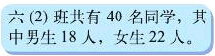 六(2)班共有 40 名同学，其
中男生 18 人，女生 22 人。